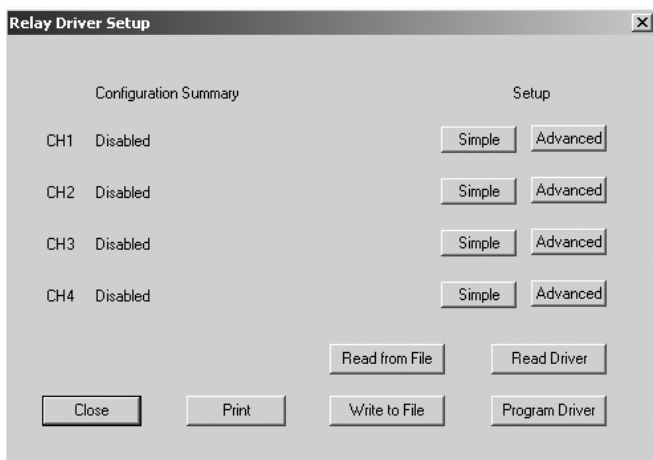 Relay Driver Setup
Configuration Summary Setup
CH1 Disabled Simple Advanced
CH2 Disabled Simple Advanced
CH3 Disabled Simple Advanced
CH4 Disabled Simple Advanced
Read from File Read Driver
Close Print Write to File Program Driver